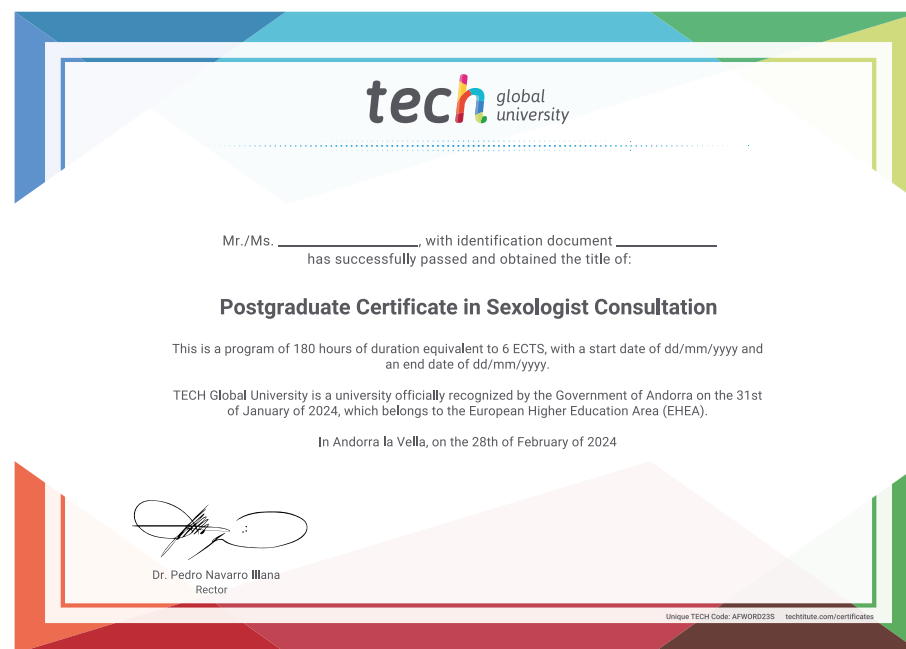 tech global university
Mr./Ms. ____________________, with identification document ______________
has successfully passed and obtained the title of:
Postgraduate Certificate in Sexologist Consultation
This is a program of 180 hours of duration equivalent to 6 ECTS, with a start date of dd/mm/yyyy and
an end date of dd/mm/yyyy.
TECH Global University is a university officially recognized by the Government of Andorra on the 31st
of January of 2024, which belongs to the European Higher Education Area (EHEA).
In Andorra la Vella, on the 28th of February of 2024
Dr. Pedro Navarro Illana
Rector
Unique TECH Code: AFWORD23S techtitute.com/certificates